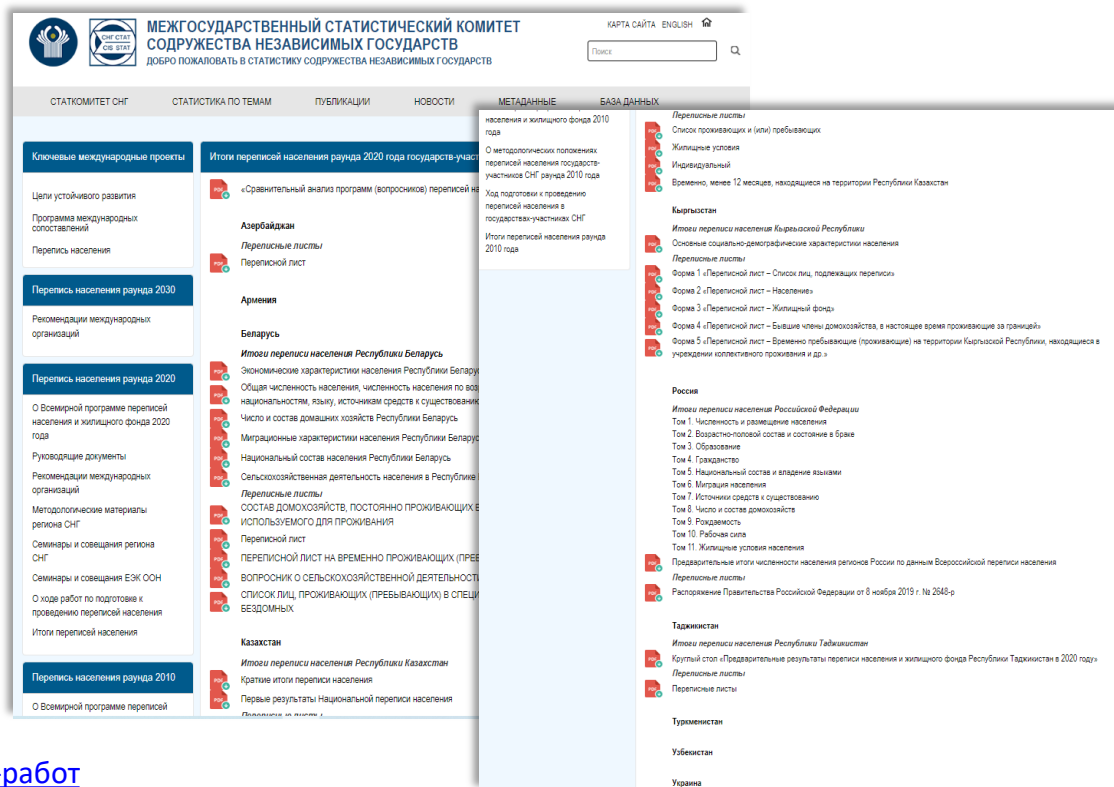 МЕЖГОСУДАРСТВЕННЫЙ СТАТИСТИЧЕСКИЙ КОМИТЕТ
СОДРУЖЕСТВА НЕЗАВИСИМЫХ ГОСУДАРСТВ
ДОБРО ПОЖАЛОВАТЬ В СТАТИСТИКУ СОДРУЖЕСТВА НЕЗАВИСИМЫХ ГОСУДАРСТВ
СНГ СТАТ
CIS STAT
КАРТА САЙТА ENGLISH
Поиск
СТАТКОМИТЕТ СНГ СТАТИСТИКА ПО ТЕМАМ ПУБЛИКАЦИИ НОВОСТИ МЕТАДАННЫЕ БАЗА ДАННЫХ
Ключевые международные проекты
Цели устойчивого развития
Программа международных
сопоставлений
Перепись населения
Перепись населения раунда 2030
Рекомендации международных
организаций
Перепись населения раунда 2020
О Всемирной программе переписей
населения и жилищного фонда 2020
года
Руководящие документы
Рекомендации международных
организаций
Методологические материалы
региона СНГ
Семинары и совещания региона
СНГ
Семинары и совещания ЕЭК ООН
О ходе работ по подготовке к
проведению переписей населения
Итоги переписей населения
Перепись населения раунда 2010
О Всемирной программе переписей
Итоги переписей населения раунда 2020 года государств-участ
«Сравнительный анализ программ (вопросников) переписей на
Азербайджан
Переписные листы
Переписной лист
Армения
Беларусь
Итоги переписи населения Республики Беларусь
Экономические характеристики населения Республики Беларус
Общая численность населения, численность населения по воз
национальностям, языку, источникам средств к существованию
Число и состав домашних хозяйств Республики Беларусь
Миграционные характеристики населения Республики Беларус
Национальный состав населения Республики Беларусь
Сельскохозяйственная деятельность населения в Республике
Переписные листы
СОСТАВ ДОМОХОЗЯЙСТВ, ПОСТОЯННО ПРОЖИВАЮЩИХ В
ИСПОЛЬЗУЕМОГО ДЛЯ ПРОЖИВАНИЯ
Переписной лист
ПЕРЕПИСНОЙ ЛИСТ НА ВРЕМЕННО ПРОЖИВАЮЩИХ (ПРЕБ
ВОПРОСНИК О СЕЛЬСКОХОЗЯЙСТВЕННОЙ ДЕЯТЕЛЬНОСТИ
СПИСОК ЛИЦ, ПРОЖИВАЮЩИХ (ПРЕБЫВАЮЩИХ) В СПЕЦИ
БЕЗДОМНЫХ
Казахстан
Итоги переписи населения Республики Казахстан
Краткие итоги переписи населения
Первые результаты Национальной переписи населения
Переписные листы
населения и жилищного фонда 2010
года
О методологических положениях
переписей населения государств-
участников СНГ раунда 2010 года
Ход подготовки к проведению
переписей населения в
государствах-участниках СНГ
Итоги переписей населения раунда
2010 года
Переписные листы
Список проживающих и (или) пребывающих
Жилищные условия
Индивидуальный
Временно, менее 12 месяцев, находящиеся на территории Республики Казахстан
Кыргызстан
Итоги переписи населения Кыргызской Республики
Основные социально-демографические характеристики населения
Переписные листы
Форма 1 «Переписной лист – Список лиц, подлежащих переписи»
Форма 2 «Переписной лист – Население»
Форма 3 «Переписной лист – Жилищный фонд»
Форма 4 «Переписной лист – Бывшие члены домохозяйства, в настоящее время проживающие за границей»
Форма 5 «Переписной лист – Временно пребывающие (проживающие) на территории Кыргызской Республики, находящиеся в
учреждении коллективного проживания и др.»
Россия
Итоги переписи населения Российской Федерации
Том 1. Численность и размещение населения
Том 2. Возрастно-половой состав и состояние в браке
Том 3. Образование
Том 4. Гражданство
Том 5. Национальный состав и владение языками
Том 6. Миграция населения
Том 7. Источники средств к существованию
Том 8. Число и состав домохозяйств
Том 9. Рождаемость
Том 10. Рабочая сила
Том 11. Жилищные условия населения
Предварительные итоги численности населения регионов России по данным Всероссийской переписи населения
Переписные листы
Распоряжение Правительства Российской Федерации от 8 ноября 2019 г. № 2648-р
Таджикистан
Итоги переписи населения Республики Таджикистан
Круглый стол «Предварительные результаты переписи населения и жилищного фонда Республики Таджикистан в 2020 году»
Переписные листы
Переписные листы
Туркменистан
Узбекистан
Украина
работ